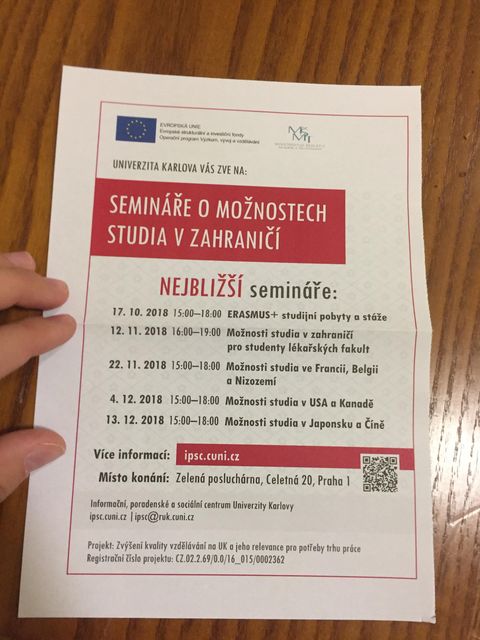 EVROPSKÁ UNIE
Evropské strukturální a investiční fondy
Operační program Výzkum, vývoj a vzdělávání
UNIVERZITA KARLOVA VÁS ZVE NA:
SEMINÁŘE O MOŽNOSTECH
STUDIA V ZAHRANIČÍ
NEJBLIŽŠÍ semináře:
17. 10. 2018 15:00–18:00 ERASMUS+ studijní pobyty a stáže
12. 11. 2018 16:00–19:00 Možnosti studia v zahraničí
pro studenty lékařských fakult
22. 11. 2018 15:00–18:00 Možnosti studia ve Francii, Belgii
a Nizozemí
4. 12. 2018 15:00–18:00 Možnosti studia v USA a Kanadě
13. 12. 2018 15:00–18:00 Možnosti studia v Japonsku a Číně
Více informací: ipsc.cuni.cz
Místo konání: Zelená posluchárna, Celetná 20, Praha 1
Informační, poradenské a sociální centrum Univerzity Karlovy
ipsc.cuni.cz | ipsc@ruk.cuni.cz
Projekt: Zvýšení kvality vzdělávání na UK a jeho relevance pro potřeby trhu práce
Registrační číslo projektu: CZ.02.2.69/0.0/16_015/0002362